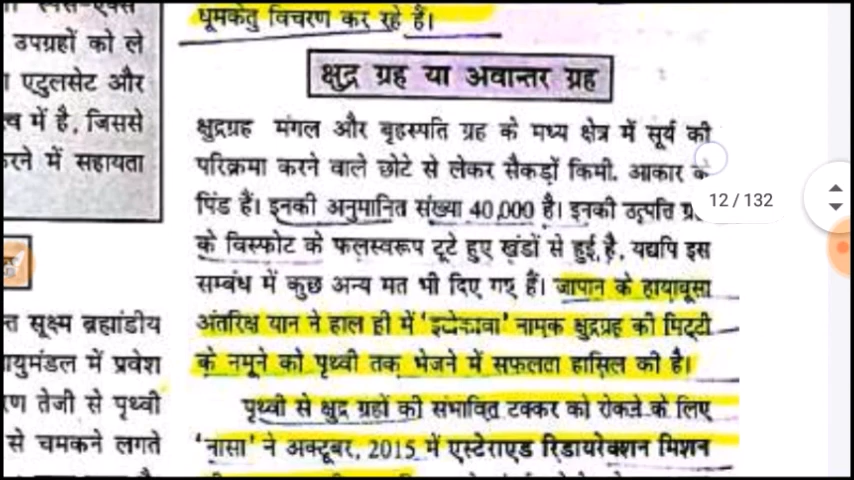 उपग्रहों को ले
एटुलसेट और
में है, जिससे
करने में सहायता
सूक्ष्म ब्रह्मांडीय
वायुमंडल में प्रवेश
तेजी से पृथ्वी
से चमकने लगते
धूमकेतु विचरण कर रहे हैं।
क्षुद्र ग्रह या अवान्तर ग्रह
क्षुद्रग्रह मंगल और बृहस्पति ग्रह के मध्य क्षेत्र में सूर्य की
परिक्रमा करने वाले छोटे से लेकर सैकड़ों किमी. आकार के
पिंड हैं। इनकी अनुमानित संख्या 40,000 है। इनकी उत्पति
के विस्फोट के फलस्वरूप टूटे हुए खंडों से हुई है, यद्यपि इस
सम्बंध में कुछ अन्य मत भी दिए गए हैं। जापान के हायाबूसा
अंतरिक्ष यान ने हाल ही में 'इटोकावा' नामक क्षुद्रग्रह की मिट्टी
के नमूने को पृथ्वी तक भेजने में सफलता हासिल की है।
पृथ्वी से क्षुद्र ग्रहों की संभावित टक्कर को रोकने के लिए
'नासा' ने अक्टूबर, 2015 में एस्टेराएड रिडायरेक्शन मिशन
12 / 132